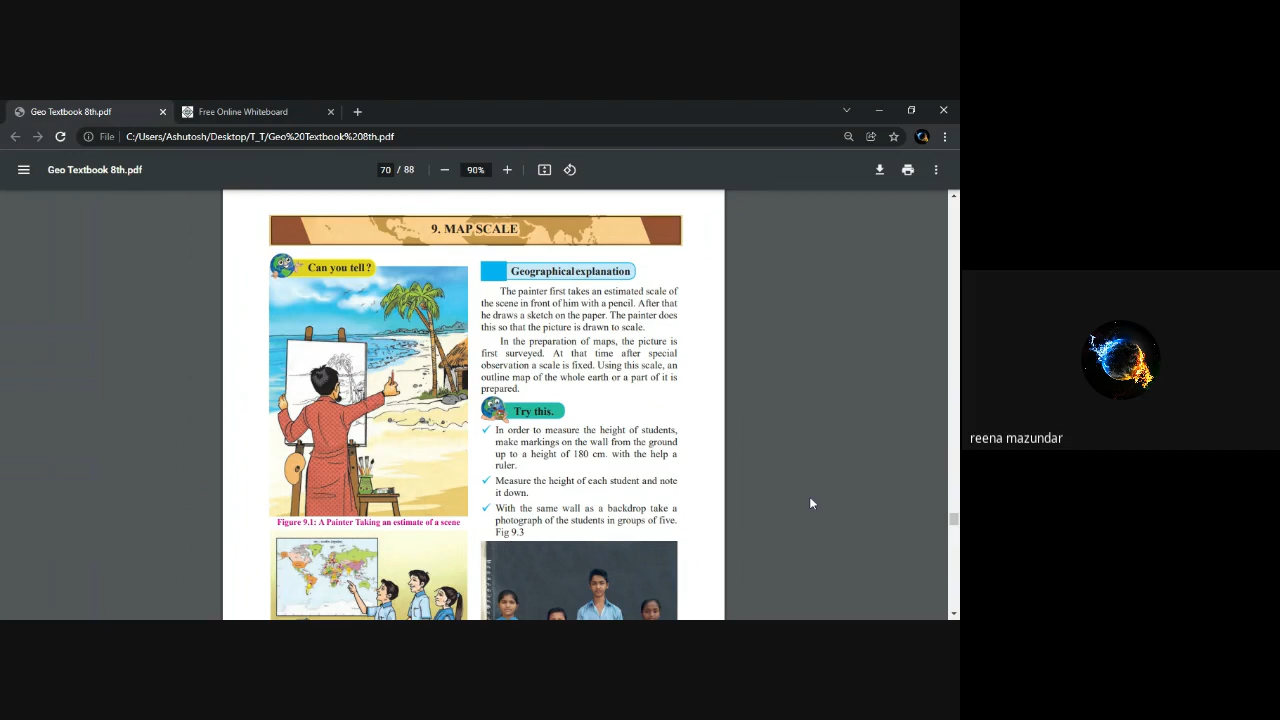 Geo Textbook 8th.pdf
Free Online Whiteboard
File
C:/Users/Ashutosh/Desktop/T_T/Geo%20Textbook%208th.pdf
Geo Textbook 8th.pdf
70 / 88
90%
9. MAP SCALE
Can you tell ?
Figure 9.1: A Painter Taking an estimate of a scene
Geographical explanation
The painter first takes an estimated scale of
the scene in front of him with a pencil. After that
he draws a sketch on the paper. The painter does
this so that the picture is drawn to scale.
In the preparation of maps, the picture is
first surveyed. At that time after special
observation a scale is fixed. Using this scale, an
outline map of the whole earth or a part of it is
prepared.
Try this.
✓ In order to measure the height of students,
make markings on the wall from the ground
up to a height of 180 cm. with the help a
ruler.
✓ Measure the height of each student and note
it down.
✓ With the same wall as a backdrop take a
photograph of the students in groups of five.
Fig 9.3
reena mazundar